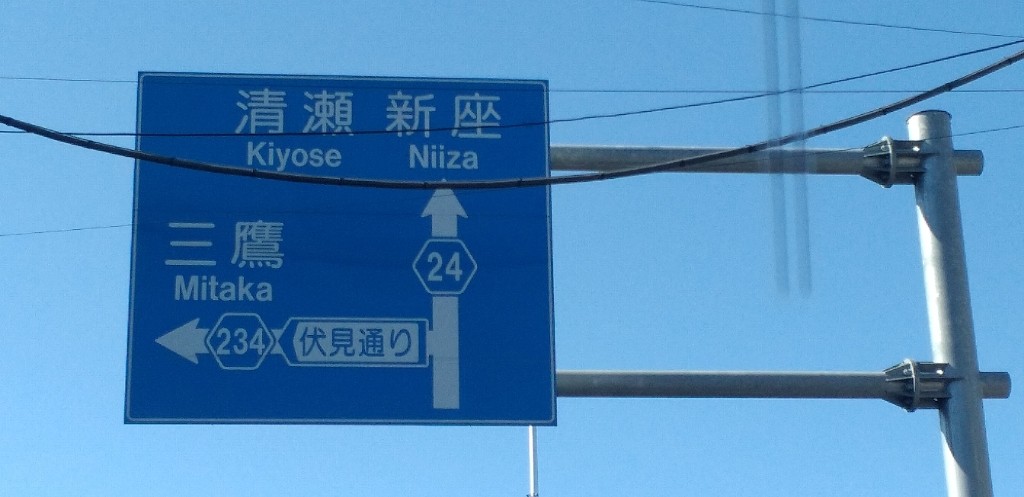 清瀬 新座
Kiyose Niiza
三鷹
Mitaka
24
234 伏見通り